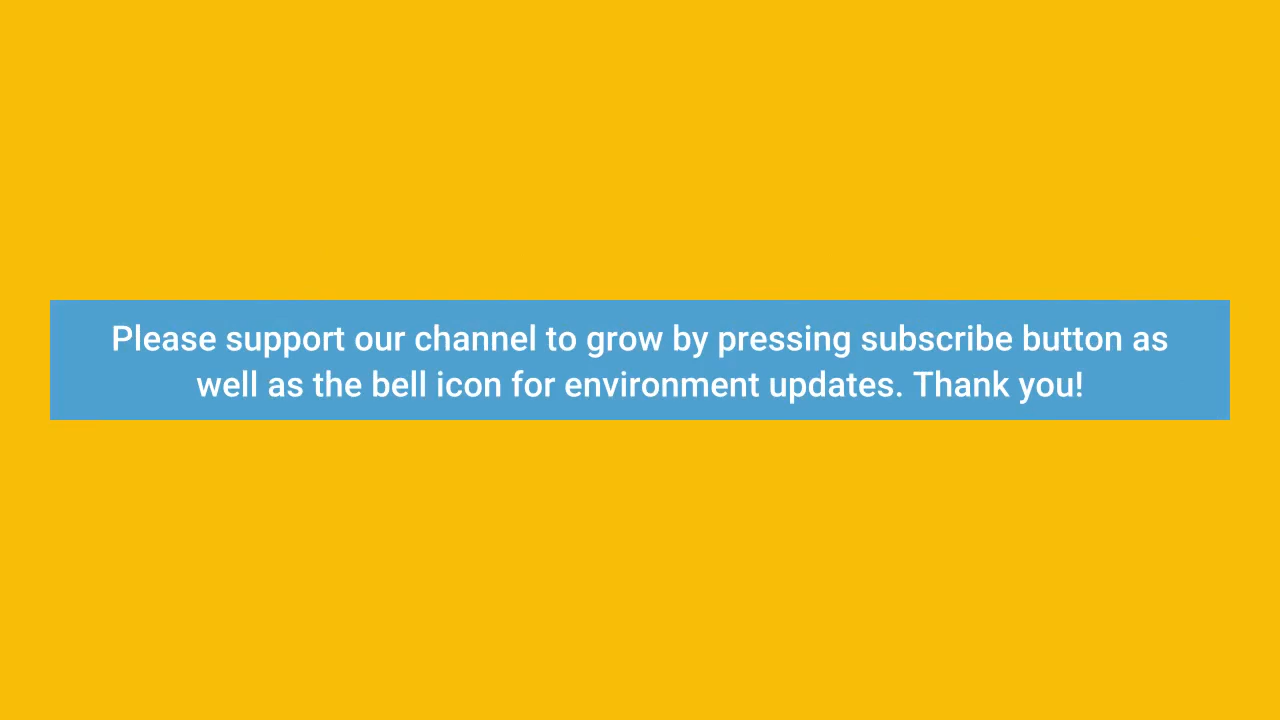 Please support our channel to grow by pressing subscribe button as
well as the bell icon for environment updates. Thank you!